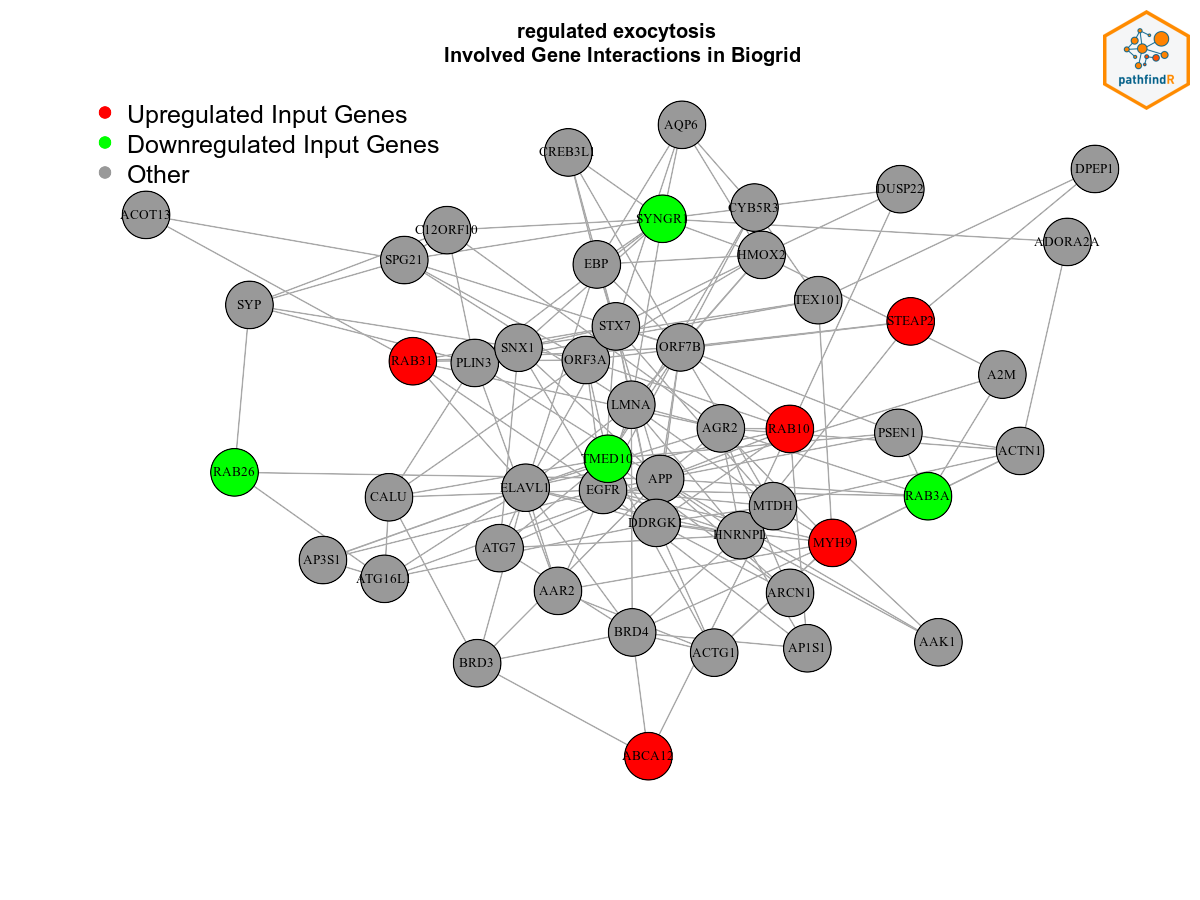 regulated exocytosis
Involved Gene Interactions in Biogrid
pathfindR
Upregulated Input Genes
Downregulated Input Genes
Other
AQP6
CREB3L1
DPEP1
DUSP22
CYB5R3
ACOT13
SYNGR1
C12ORF10
ADORA2A
HMOX2
SPG21
EBP
TEX101
SYP
STEAP2
STX7
SNX1
ORF7B
RAB31
PLIN3
ORF3A
A2M
LMNA
AGR2
RAB10
PSEN1
ACTN1
TMED10
RAB26
APP
ELAVL1
EGFR
CALU
RAB3A
MTDH
DDRGK1
HNRNPL
MYH9
ATG7
AP3S1
ATG16L1
AAR2
ARCN1
BRD4
AAK1
AP1S1
ACTG1
BRD3
ABCA12